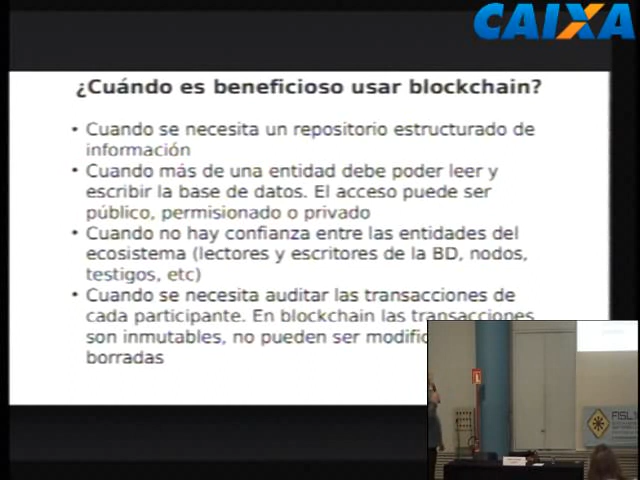 CAIXA
¿Cuándo es beneficioso usar blockchain?
• Cuando se necesita un repositorio estructurado de
información
• Cuando más de una entidad debe poder leer y
escribir la base de datos. El acceso puede ser
público, permisionado o privado
• Cuando no hay confianza entre las entidades del
ecosistema (lectores y escritores de la BD, nodos,
testigos, etc)
• Cuando se necesita auditar las transacciones de
cada participante. En blockchain las transacciones
son inmutables, no pueden ser
borradas
FISL